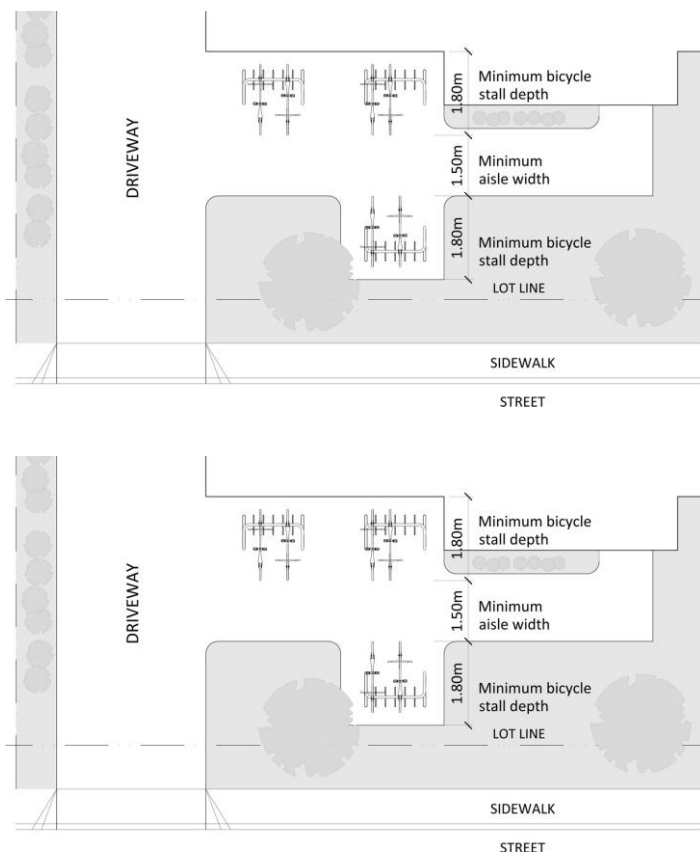 1.80m
Minimum bicycle
stall depth
DRIVEWAY
1.50m
Minimum
aisle width
1.80m
Minimum bicycle
stall depth
LOT LINE
SIDEWALK
STREET
1.80m
Minimum bicycle
stall depth
DRIVEWAY
1.50m
Minimum
aisle width
1.80m
Minimum bicycle
stall depth
LOT LINE
SIDEWALK
STREET